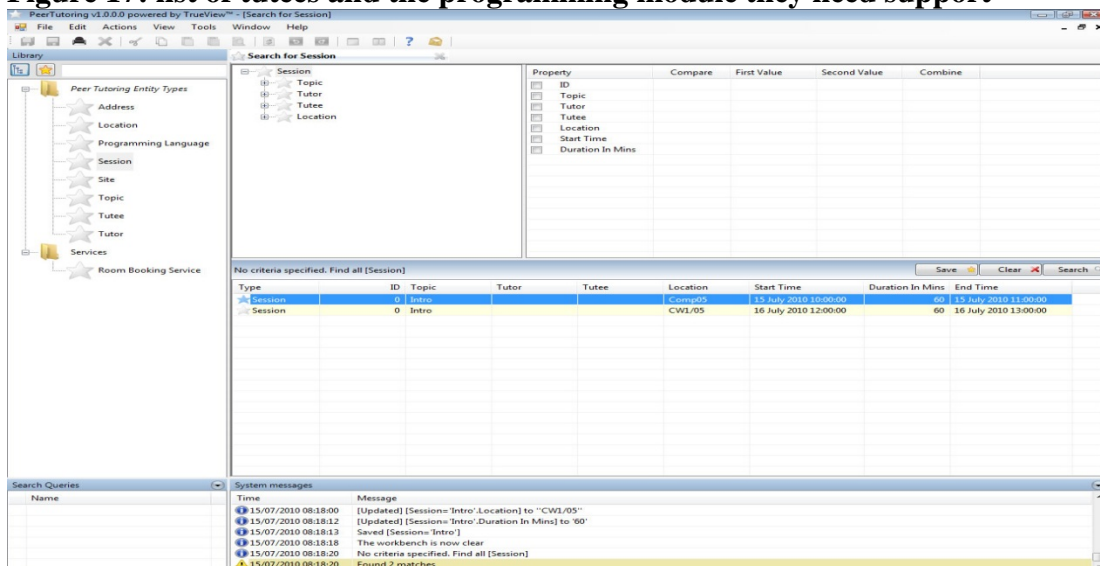 Figure 17: list of tutees and the programming module they need support
PeerTutoring v1.0.0.0 powered by TrueView™ - [Search for Session]
File Edit Actions View Tools Window Help
Library
Search for Session
Peer Tutoring Entity Types
Address
Location
Programming Language
Session
Site
Topic
Tutee
Tutor
Services
Room Booking Service
Session
Topic
Tutor
Tutee
Location
Property Compare First Value Second Value Combine
ID
Topic
Tutor
Tutee
Location
Start Time
Duration In Mins
No criteria specified. Find all [Session]
Save Clear Search
Type ID Topic Tutor Tutee Location Start Time Duration In Mins End Time
Session 0 Intro Comp05 15 July 2010 10:00:00 60 15 July 2010 11:00:00
Session 0 Intro CW1/05 16 July 2010 12:00:00 60 16 July 2010 13:00:00
Search Queries
Name
System messages
Time Message
15/07/2010 08:18:00 [Updated] [Session='Intro'.Location] to "CW1/05"
15/07/2010 08:18:12 [Updated] [Session='Intro'.Duration In Mins] to '60'
15/07/2010 08:18:13 Saved [Session='Intro']
15/07/2010 08:18:18 The workbench is now clear
15/07/2010 08:18:20 No criteria specified. Find all [Session]
15/07/2010 08:18:20 Found 2 matches